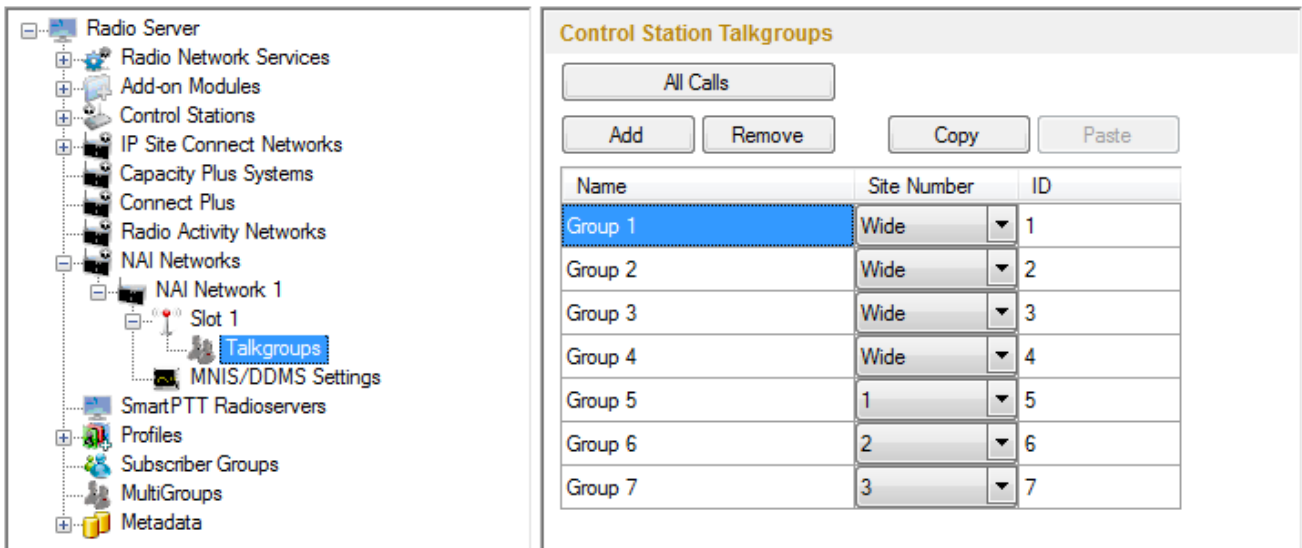 Radio Server
Radio Network Services
Add-on Modules
Control Stations
IP Site Connect Networks
Capacity Plus Systems
Connect Plus
Radio Activity Networks
NAI Networks
NAI Network 1
Slot 1
Talkgroups
MNIS/DDMS Settings
SmartPTT Radioservers
Profiles
Subscriber Groups
MultiGroups
Metadata
Control Station Talkgroups
All Calls
Add Remove Copy Paste
Name Site Number ID
Group 1 Wide 1
Group 2 Wide 2
Group 3 Wide 3
Group 4 Wide 4
Group 5 1 5
Group 6 2 6
Group 7 3 7